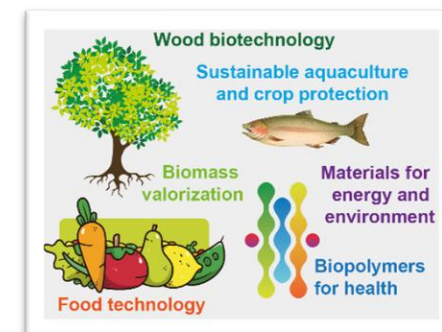 Wood biotechnology
Sustainable aquaculture
and crop protection
Biomass
valorization
Materials for
energy and
environment
Biopolymers
for health
Food technology